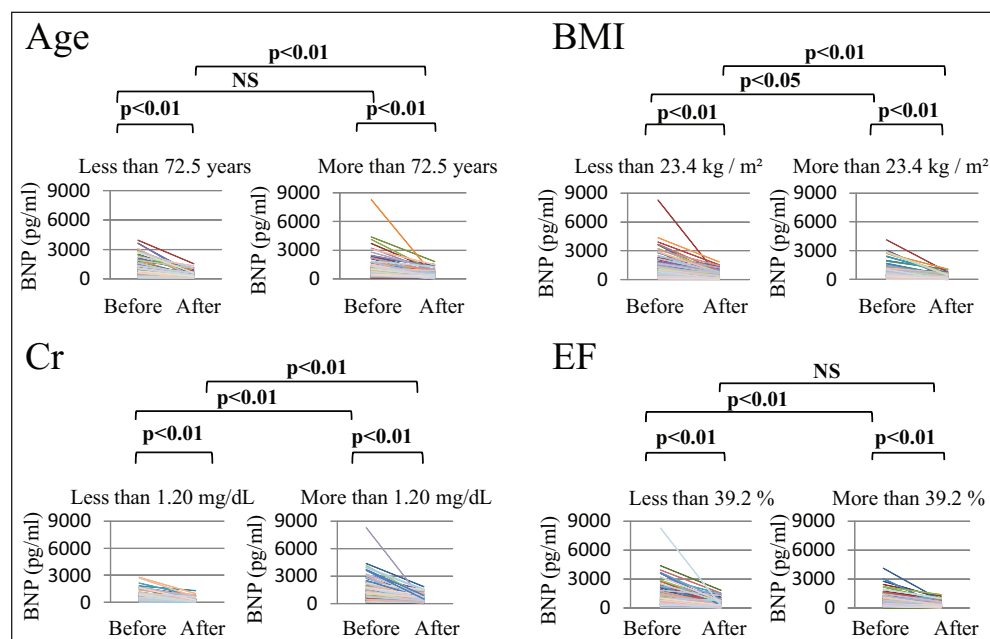 Age
p<0.01
NS
p<0.01
p<0.01
Less than 72.5 years
More than 72.5 years
BNP (pg/ml)
9000
6000
3000
0
Before After
BNP (pg/ml)
9000
6000
3000
0
Before After
BMI
p<0.01
p<0.05
p<0.01
p<0.01
Less than 23.4 kg / m²
More than 23.4 kg / m²
BNP (pg/ml)
9000
6000
3000
0
Before After
BNP (pg/ml)
9000
6000
3000
0
Before After
Cr
p<0.01
p<0.01
p<0.01
p<0.01
Less than 1.20 mg/dL
More than 1.20 mg/dL
BNP (pg/ml)
9000
6000
3000
0
Before After
BNP (pg/ml)
9000
6000
3000
0
Before After
EF
NS
p<0.01
p<0.01
p<0.01
Less than 39.2 %
More than 39.2 %
BNP (pg/ml)
9000
6000
3000
0
Before After
BNP (pg/ml)
9000
6000
3000
0
Before After